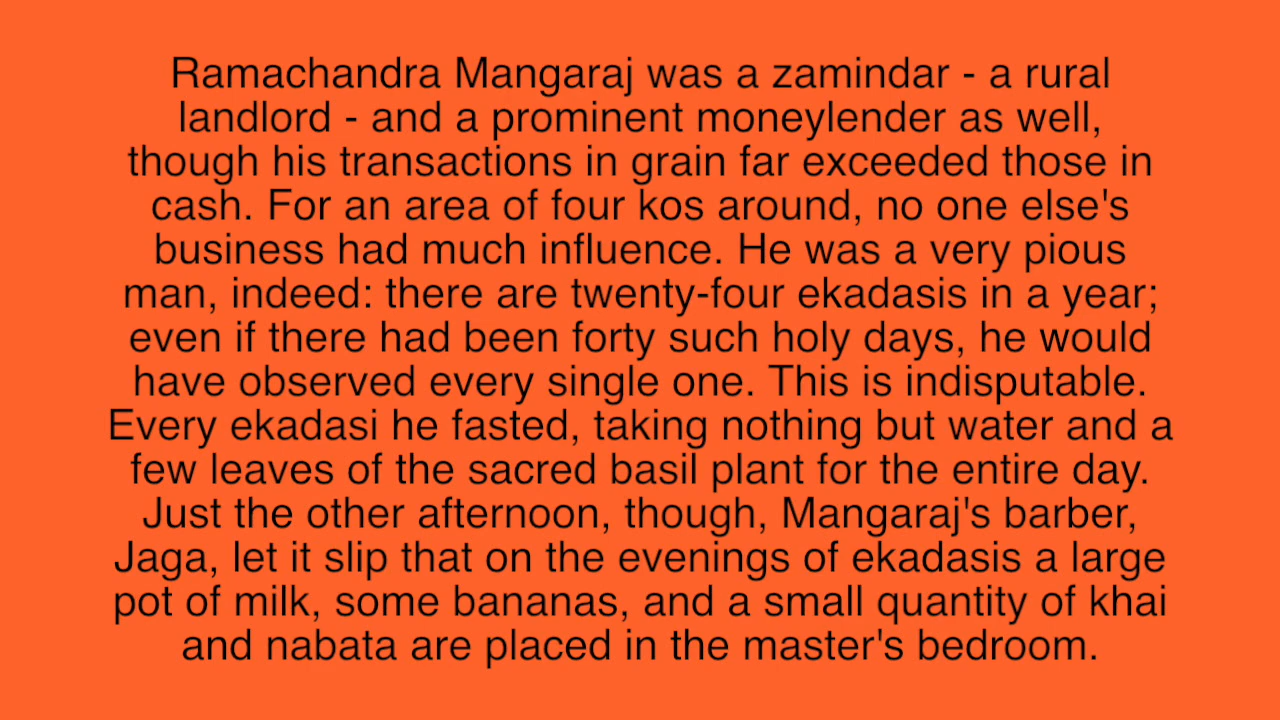 Ramachandra Mangaraj was a zamindar - a rural
landlord - and a prominent moneylender as well,
though his transactions in grain far exceeded those in
cash. For an area of four kos around, no one else's
business had much influence. He was a very pious
man, indeed: there are twenty-four ekadasis in a year;
even if there had been forty such holy days, he would
have observed every single one. This is indisputable.
Every ekadasi he fasted, taking nothing but water and a
few leaves of the sacred basil plant for the entire day.
Just the other afternoon, though, Mangaraj's barber,
Jaga, let it slip that on the evenings of ekadasis a large
pot of milk, some bananas, and a small quantity of khai
and nabata are placed in the master's bedroom.